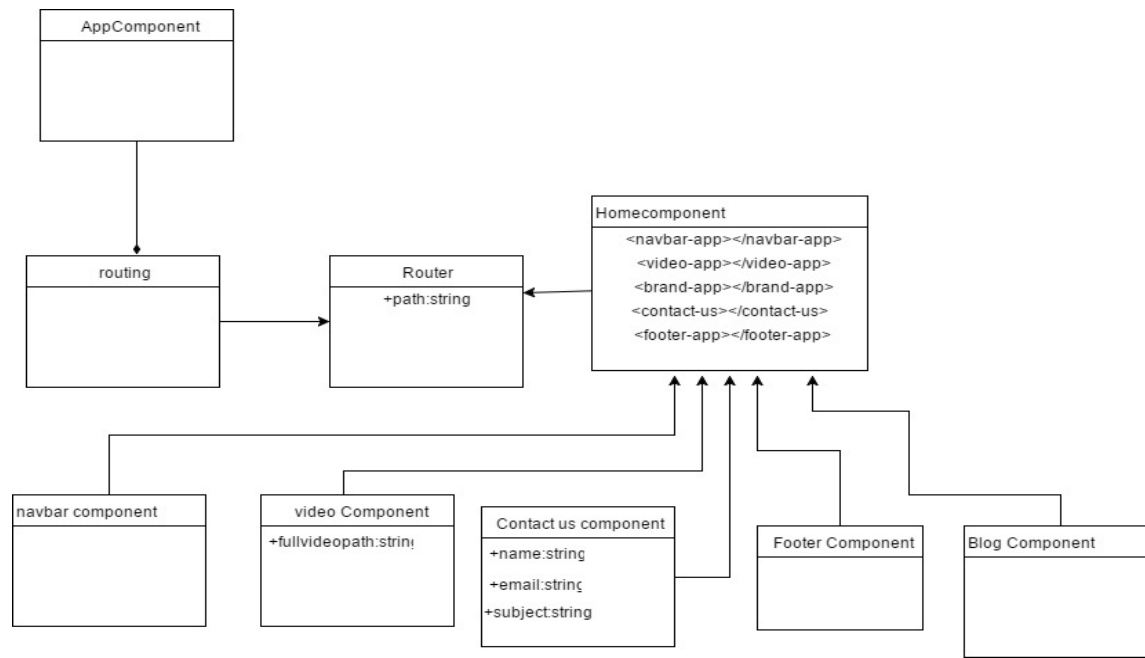 AppComponent
routing
Router
+path:string
Homecomponent
<navbar-app></navbar-app>
<video-app></video-app>
<brand-app></brand-app>
<contact-us></contact-us>
<footer-app></footer-app>
navbar component
video Component
+fullvideopath:string
Contact us component
+name:string
+email:string
+subject:string
Footer Component
Blog Component